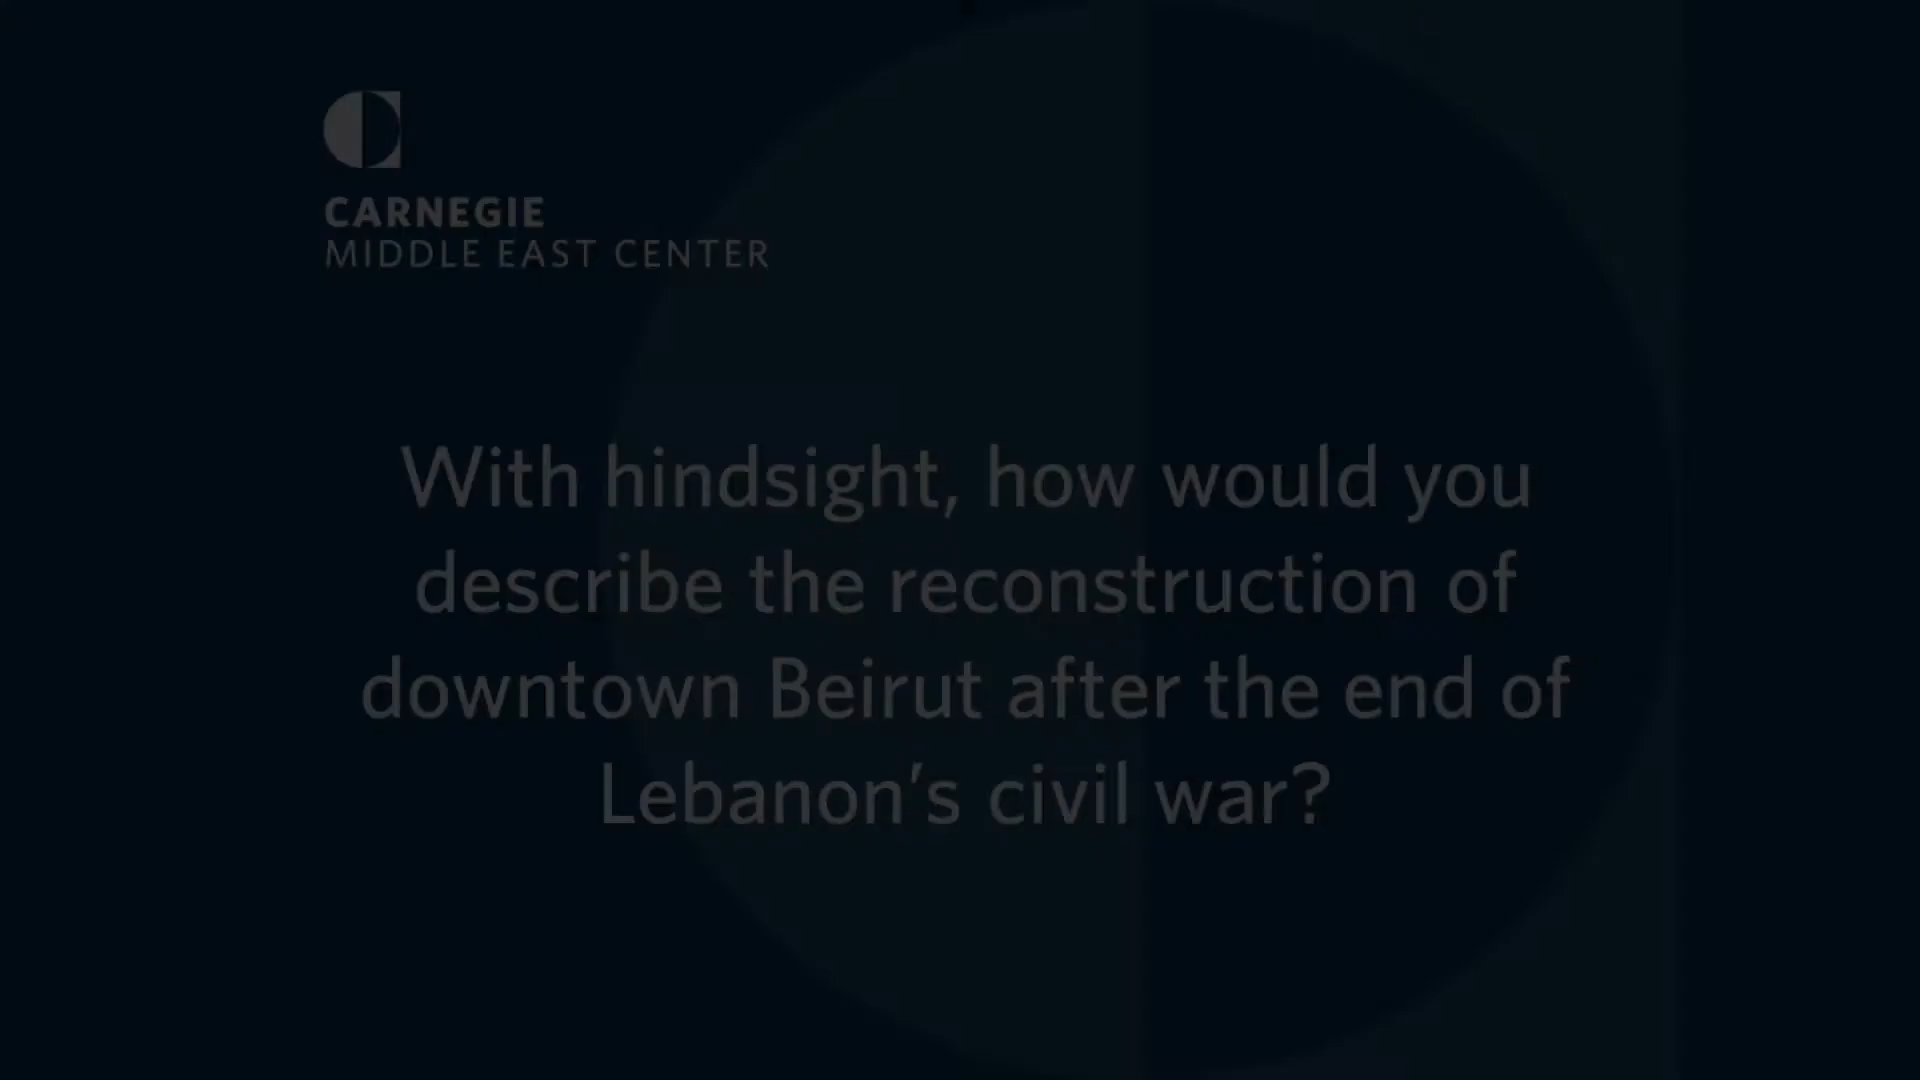 CARNEGIE
MIDDLE EAST CENTER
With hindsight, how would you
describe the reconstruction of
downtown Beirut after the end of
Lebanon’s civil war?